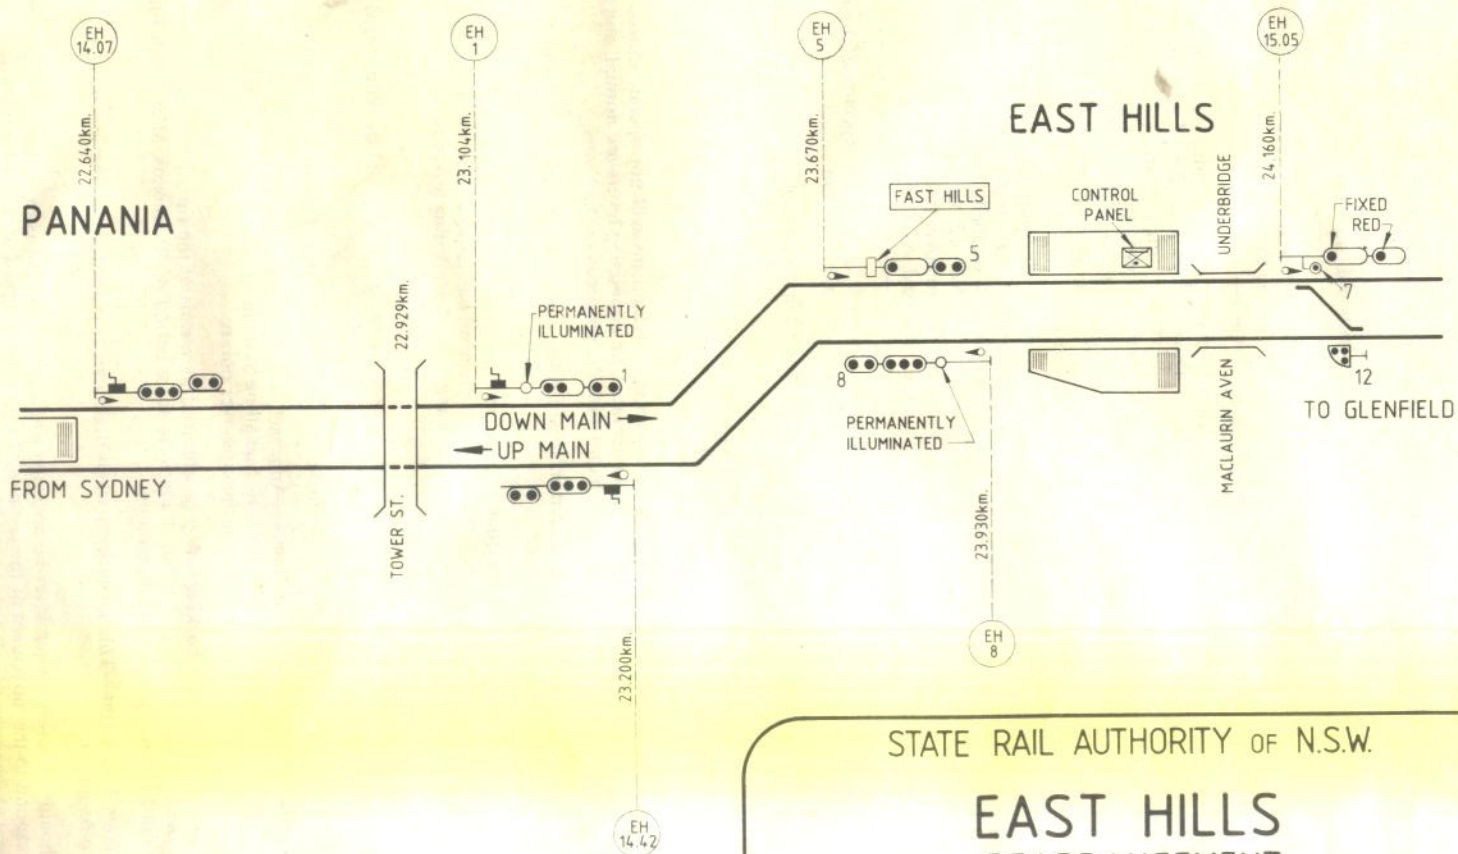 EH
14.07
EH
1
EH
5
EH
15.05
22.640km.
23.104km.
23.670km.
24.160km.
EAST HILLS
PANANIA
FAST HILLS
CONTROL
PANEL
UNDERBRIDGE
FIXED
RED
5
7
22.929km.
PERMANENTLY
ILLUMINATED
1
8
12
DOWN MAIN
UP MAIN
PERMANENTLY
ILLUMINATED
MACLAURIN AVEN
TO GLENFIELD
FROM SYDNEY
TOWER ST.
23.930km.
EH
8
23.200km.
EH
14.42
STATE RAIL AUTHORITY OF N.S.W.
EAST HILLS